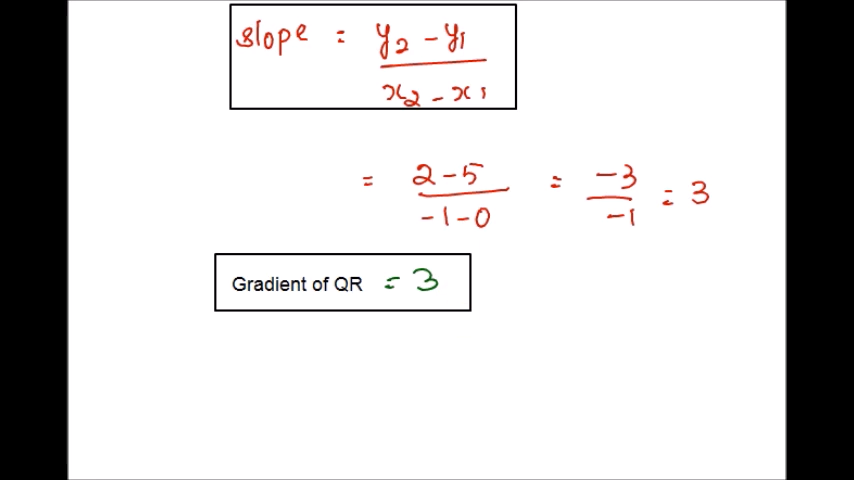 slope = y₂ - y₁ / x₂ - x₁
= 2-5 / -1-0 = -3 / -1 = 3
Gradient of QR = 3